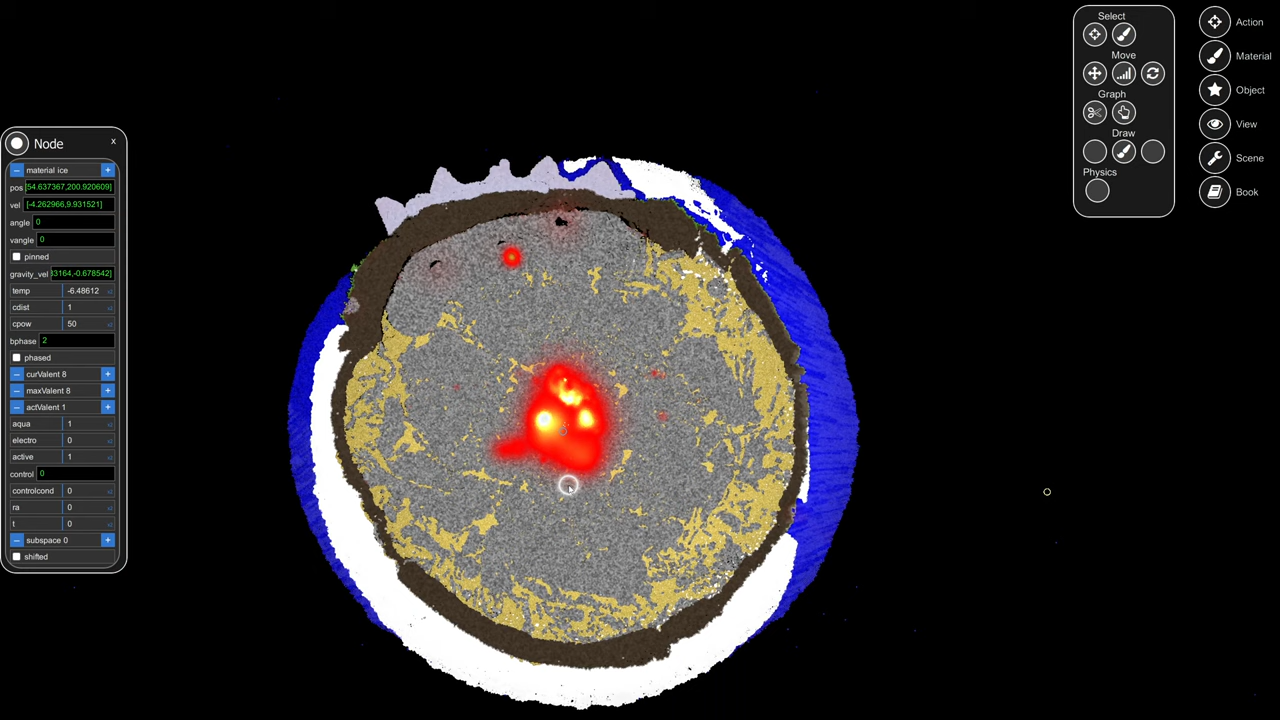 Node
x
material ice
pos [54.637367,200.920609]
vel [-4.262966,9.931521]
angle 0
vangle 0
pinned
gravity_vel 33164,-0.678542]
temp -6.48612
cdist 1
cpow 50
bphase 2
phased
curValent 8
maxValent 8
actValent 1
aqua 1
electro 0
active 1
control 0
controlcond 0
ra 0
t 0
subspace 0
shifted
Select
Move
Graph
Draw
Physics
Action
Material
Object
View
Scene
Book